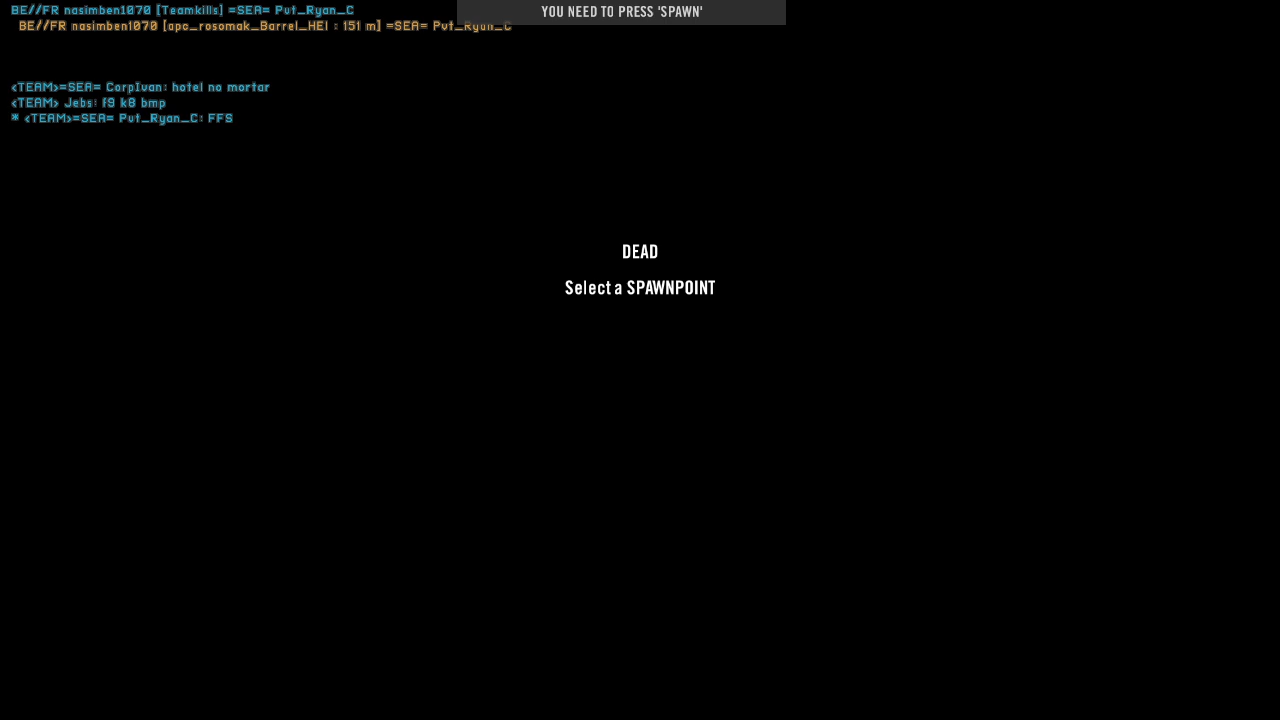 BE//FR nasimben1070 [Teamkills] =SEA= Pvt_Ryan_C
YOU NEED TO PRESS 'SPAWN'
BE//FR nasimben1070 [apc_rosomak_Barrel_HEI : 151 m] =SEA= Pvt_Ryan_C
<TEAM>=SEA= CorpIvan: hotel no mortar
<TEAM> Jebs: f9 k8 bmp
* <TEAM>=SEA= Pvt_Ryan_C: FFS
DEAD
Select a SPAWNPOINT